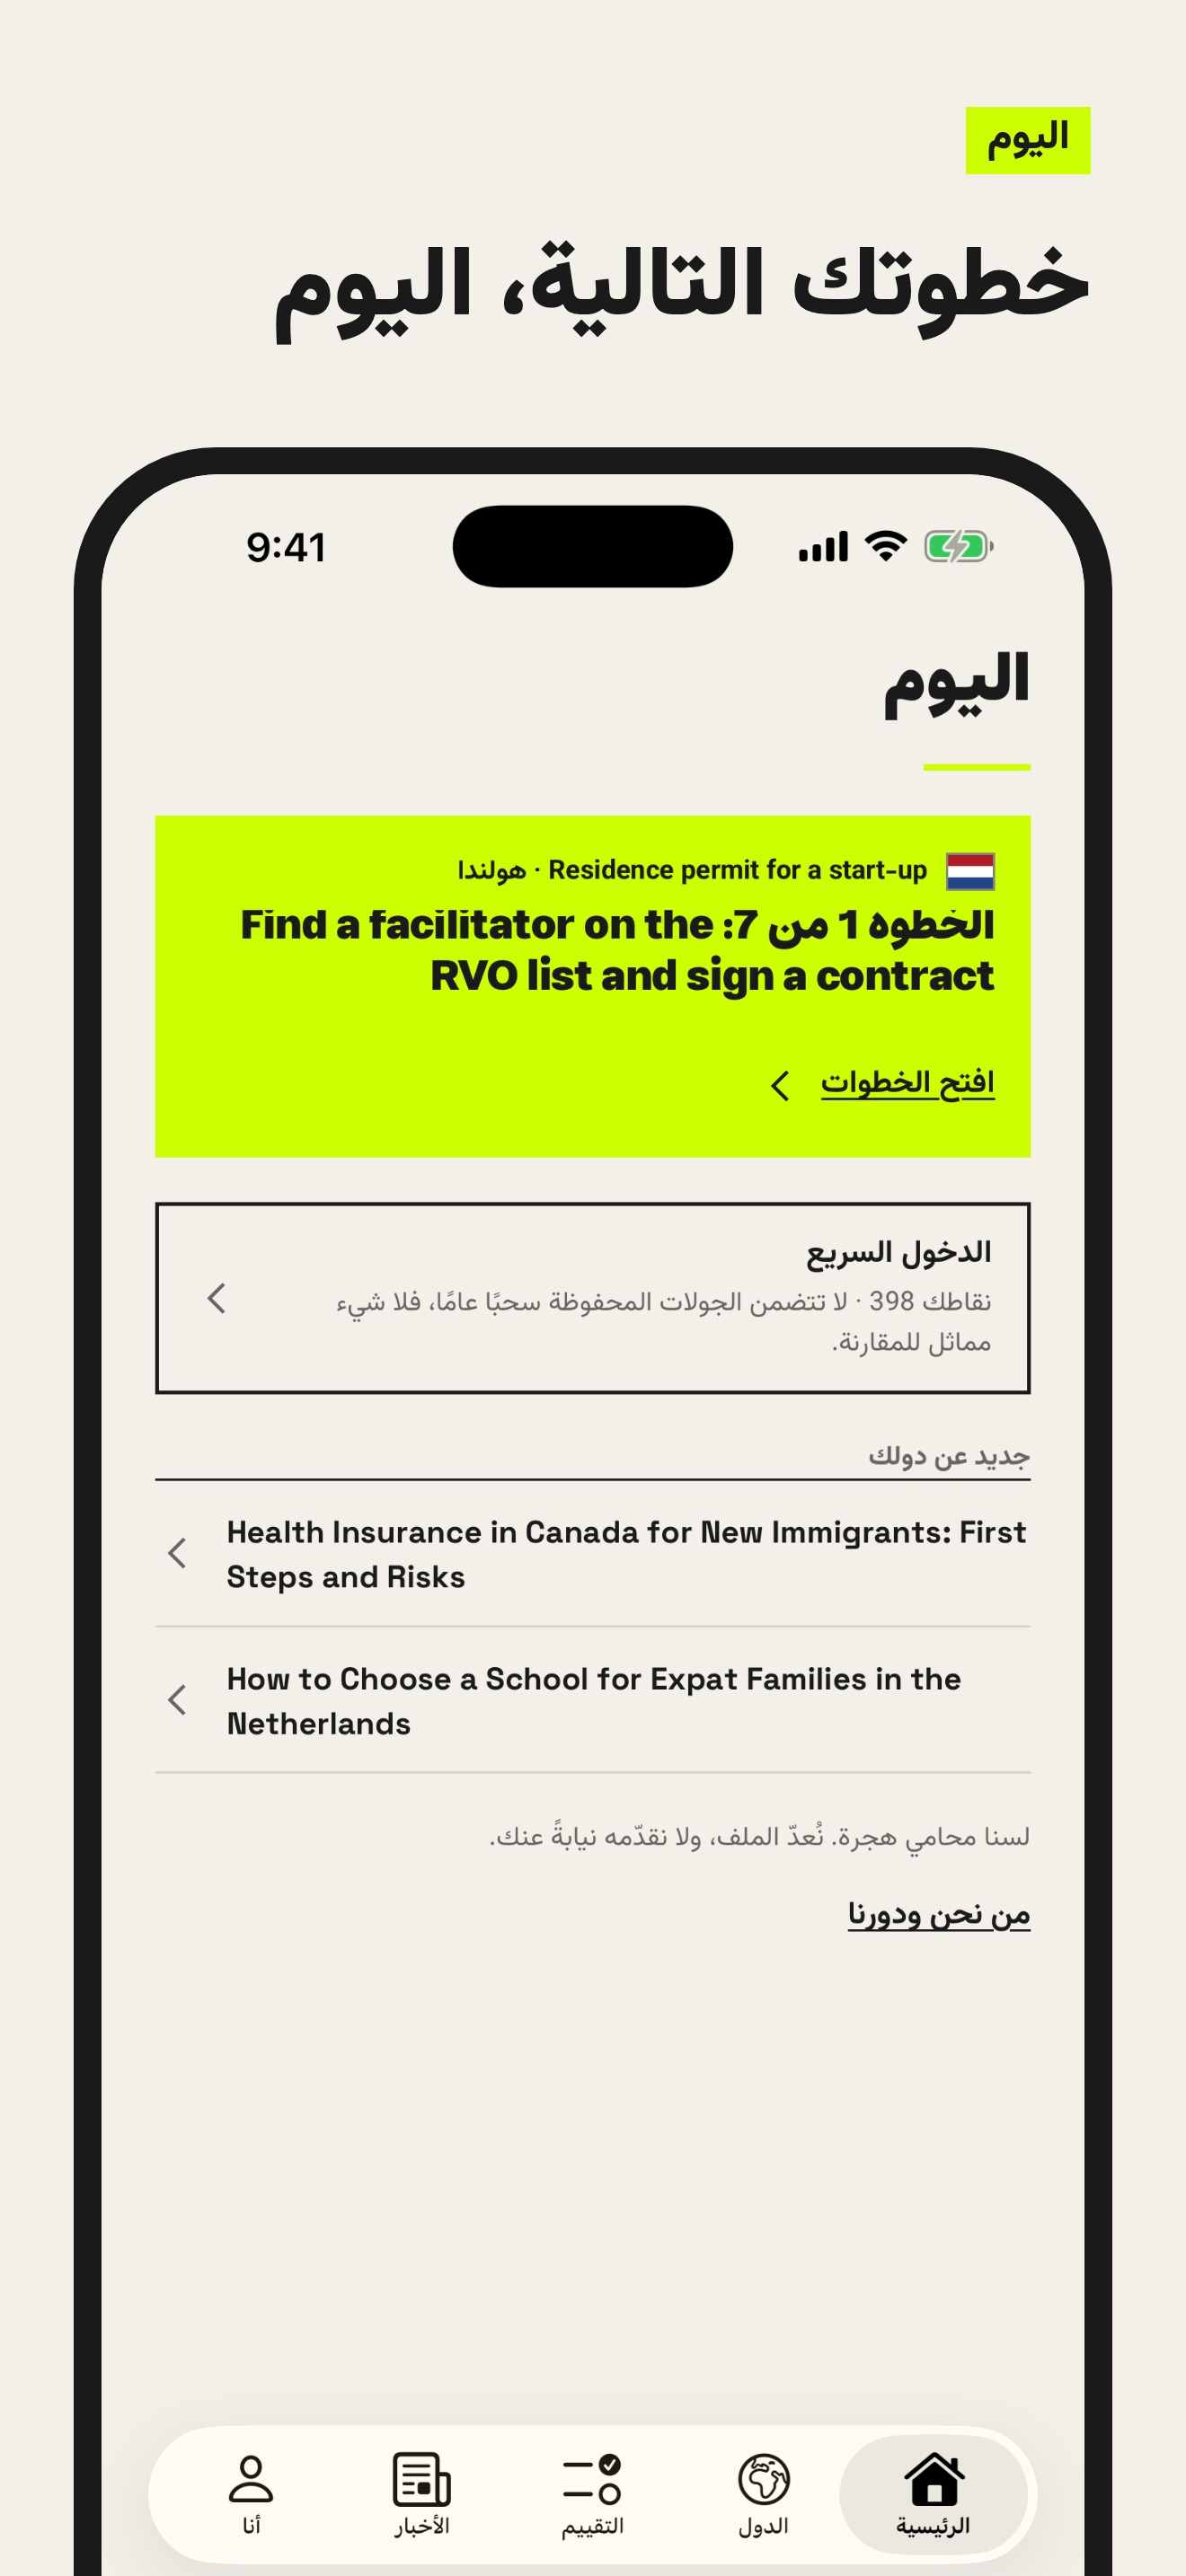 اليوم
خطوتك التالية، اليوم
9:41
اليوم
Residence permit for a start-up · هولندا
الخطوة 1 من 7: Find a facilitator on the
RVO list and sign a contract
افتح الخطوات
الدخول السريع
نقاطك 398 · لا تتضمن الجولات المحفوظة سحبًا عامًا، فلا شيء
مماثل للمقارنة.
جديد عن دولك
Health Insurance in Canada for New Immigrants: First
Steps and Risks
How to Choose a School for Expat Families in the
Netherlands
لسنا محامي هجرة. نُعدّ الملف، ولا نقدّمه نيابةً عنك.
من نحن ودورنا
الرئيسية
الدول
التقييم
الأخبار
أنا